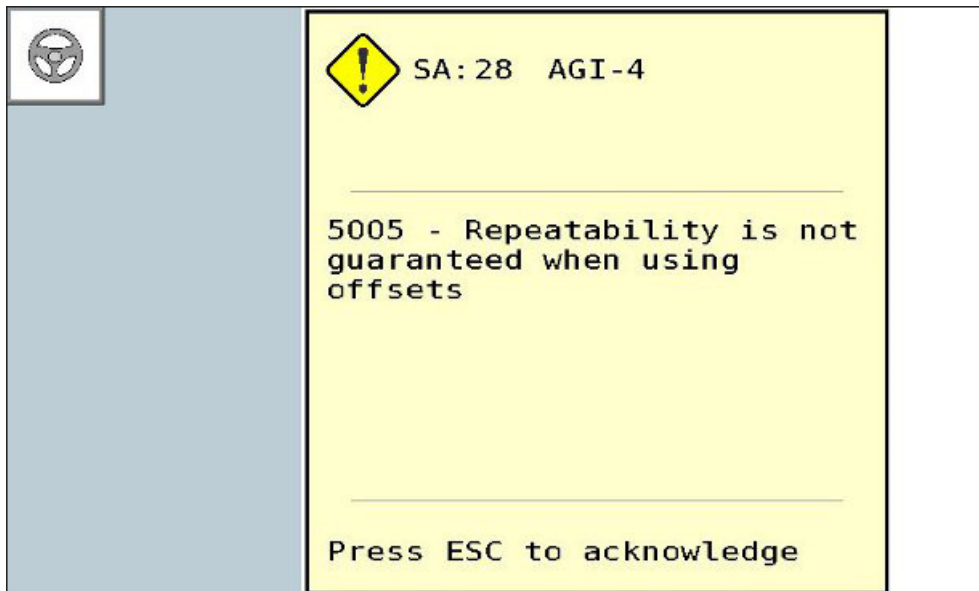 SA:28 AGI-4
5005 - Repeatability is not
guaranteed when using
offsets
Press ESC to acknowledge